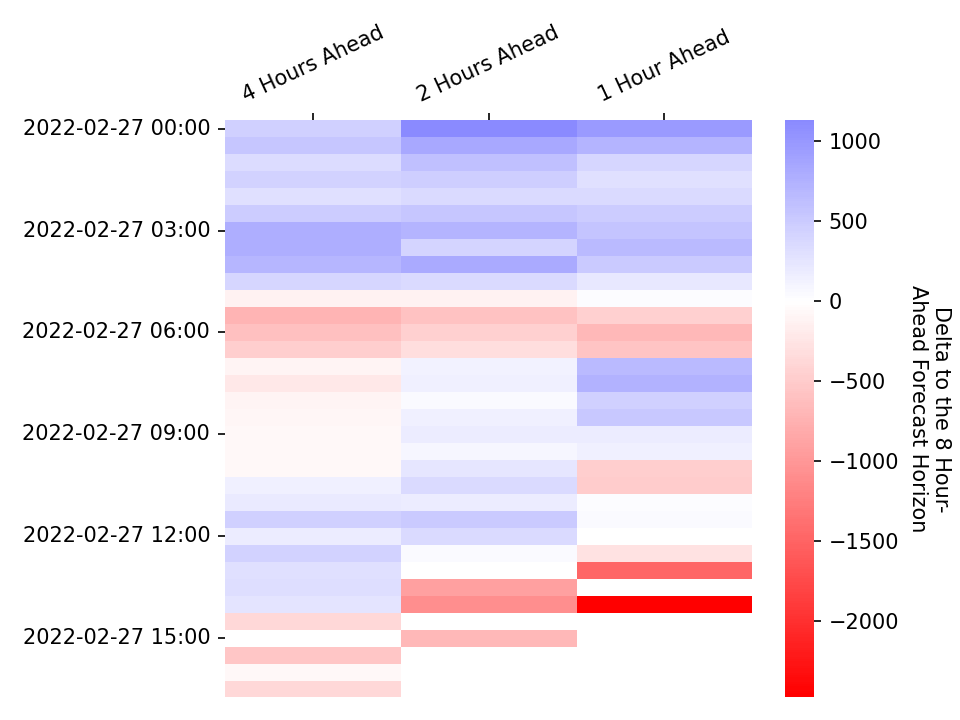 4 Hours Ahead
2 Hours Ahead
1 Hour Ahead
2022-02-27 00:00
2022-02-27 03:00
2022-02-27 06:00
2022-02-27 09:00
2022-02-27 12:00
2022-02-27 15:00
1000
500
0
−500
−1000
−1500
−2000
Delta to the 8 Hour-
Ahead Forecast Horizon